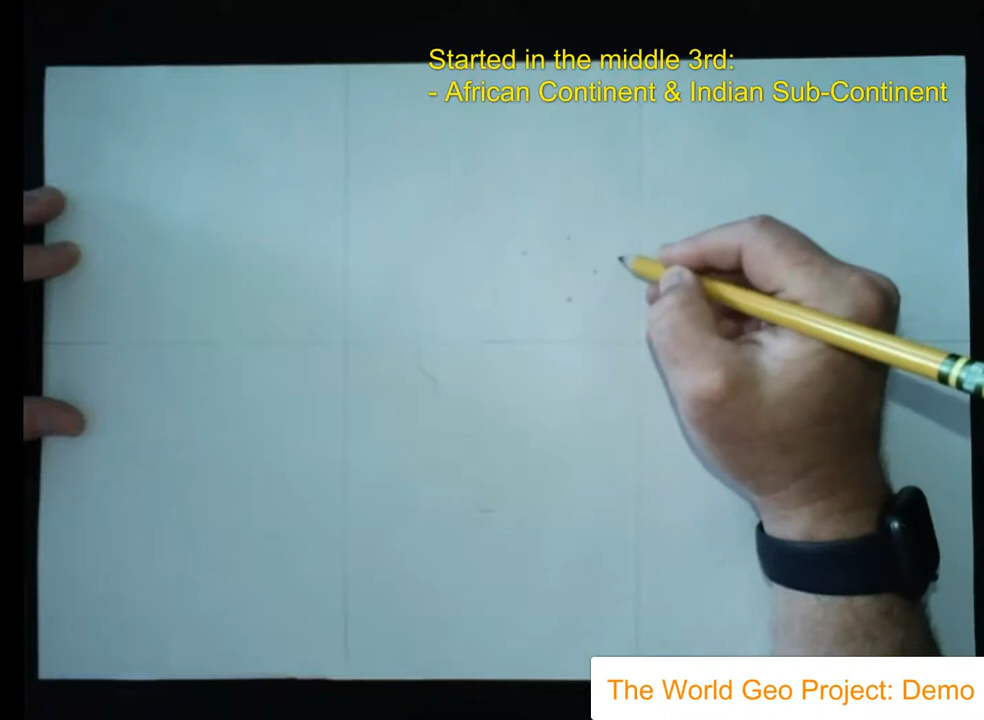 Started in the middle 3rd:
- African Continent & Indian Sub-Continent
The World Geo Project: Demo